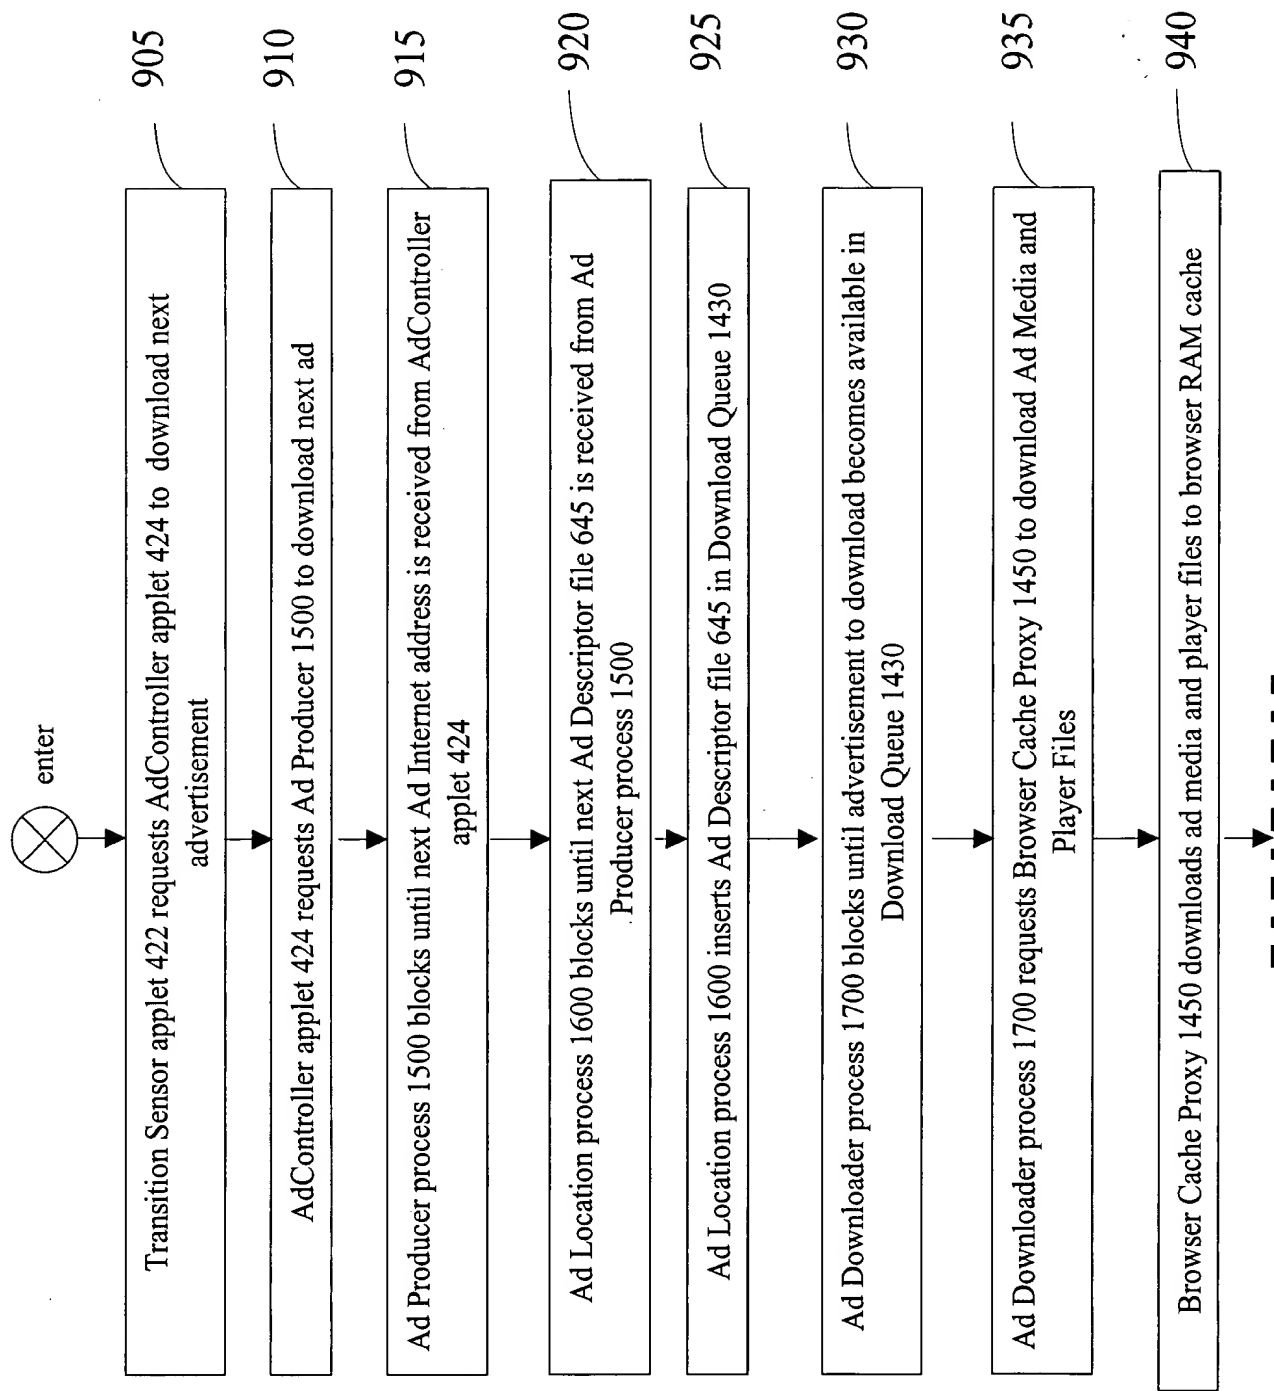 enter
Transition Sensor applet 422 requests AdController applet 424 to download next
advertisement
905
AdController applet 424 requests Ad Producer 1500 to download next ad
910
Ad Producer process 1500 blocks until next Ad Internet address is received from AdController
applet 424
915
Ad Location process 1600 blocks until next Ad Descriptor file 645 is received from Ad
Producer process 1500
920
Ad Location process 1600 inserts Ad Descriptor file 645 in Download Queue 1430
925
Ad Downloader process 1700 blocks until advertisement to download becomes available in
Download Queue 1430
930
Ad Downloader process 1700 requests Browser Cache Proxy 1450 to download Ad Media and
Player Files
935
Browser Cache Proxy 1450 downloads ad media and player files to browser RAM cache
940